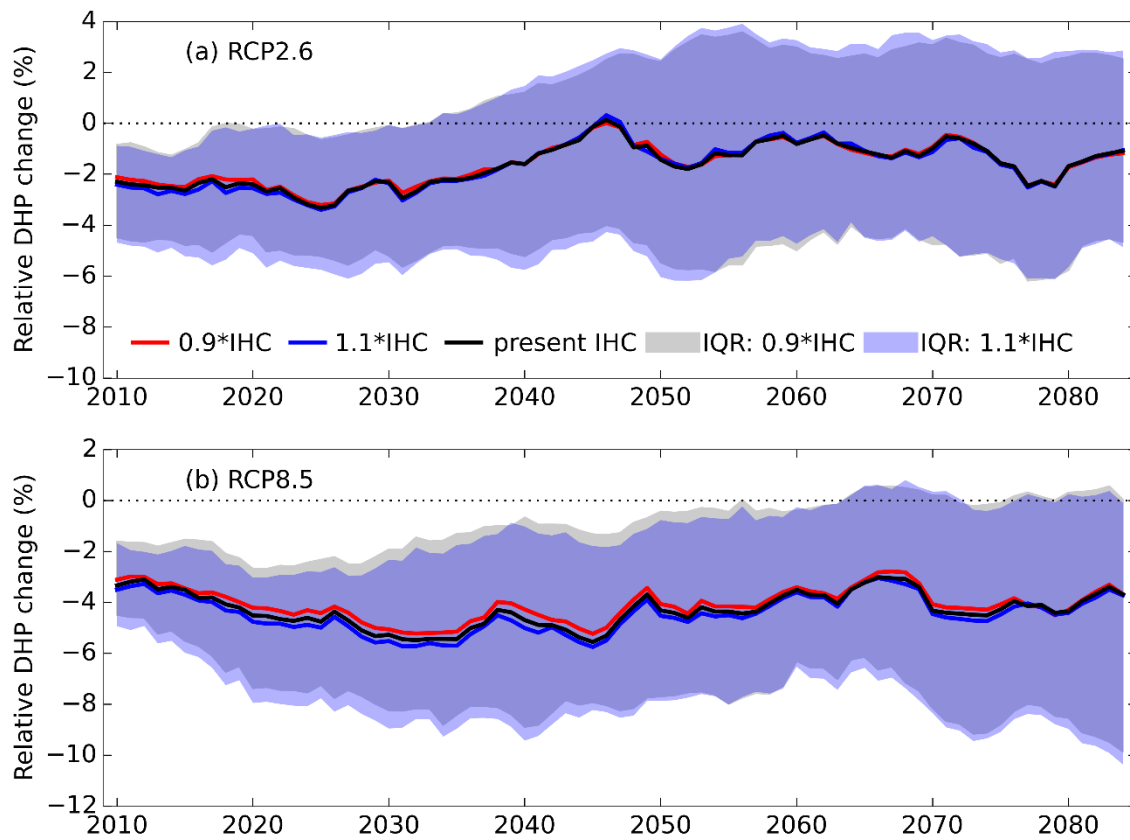 4
2
0
−2
−4
−6
−8
−10
Relative DHP change (%)
(a) RCP2.6
0.9*IHC 1.1*IHC present IHC IQR: 0.9*IHC IQR: 1.1*IHC
2010 2020 2030 2040 2050 2060 2070 2080
2
0
−2
−4
−6
−8
−10
−12
Relative DHP change (%)
(b) RCP8.5
2010 2020 2030 2040 2050 2060 2070 2080